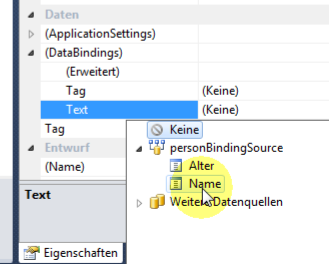 Daten
(ApplicationSettings)
(DataBindings)
(Erweitert)
Tag (Keine)
Text (Keine)
Tag
Keine
Entwurf
personBindingSource
(Name)
Alter
Text
Name
Weitere Datenquellen
Eigenschaften